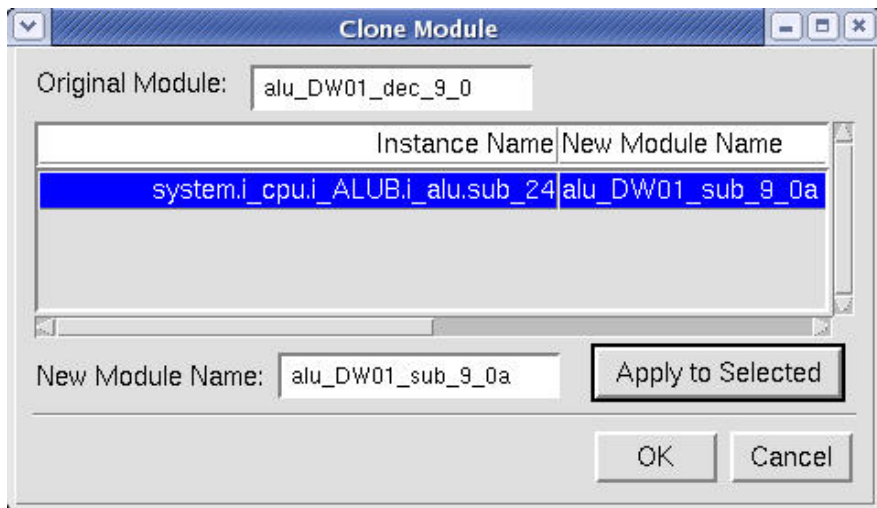 Clone Module
Original Module: alu_DW01_dec_9_0
Instance Name New Module Name
system.i_cpu.i_ALUB.i_alu.sub_24 alu_DW01_sub_9_0a
New Module Name: alu_DW01_sub_9_0a Apply to Selected
OK Cancel